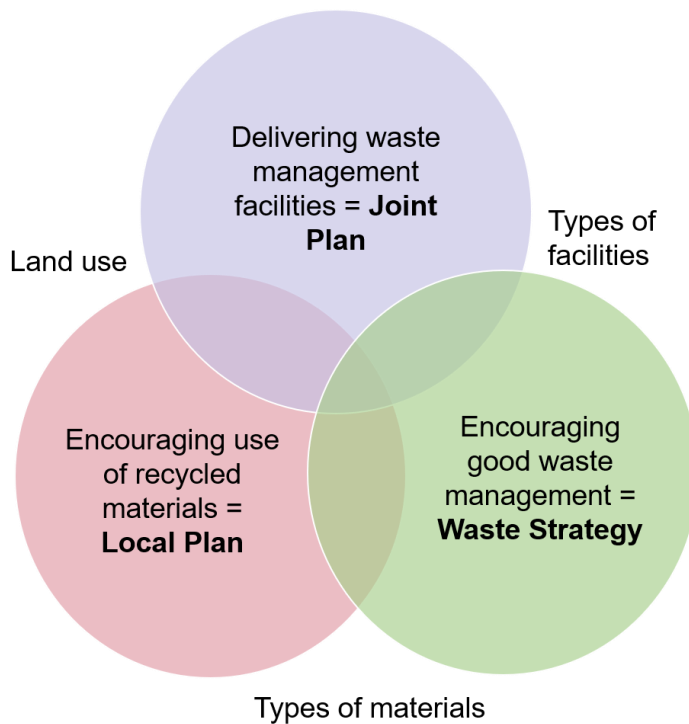 Delivering waste
management
facilities = Joint
Plan
Types of
facilities
Land use
Encouraging use
of recycled
materials =
Local Plan
Encouraging
good waste
management =
Waste Strategy
Types of materials